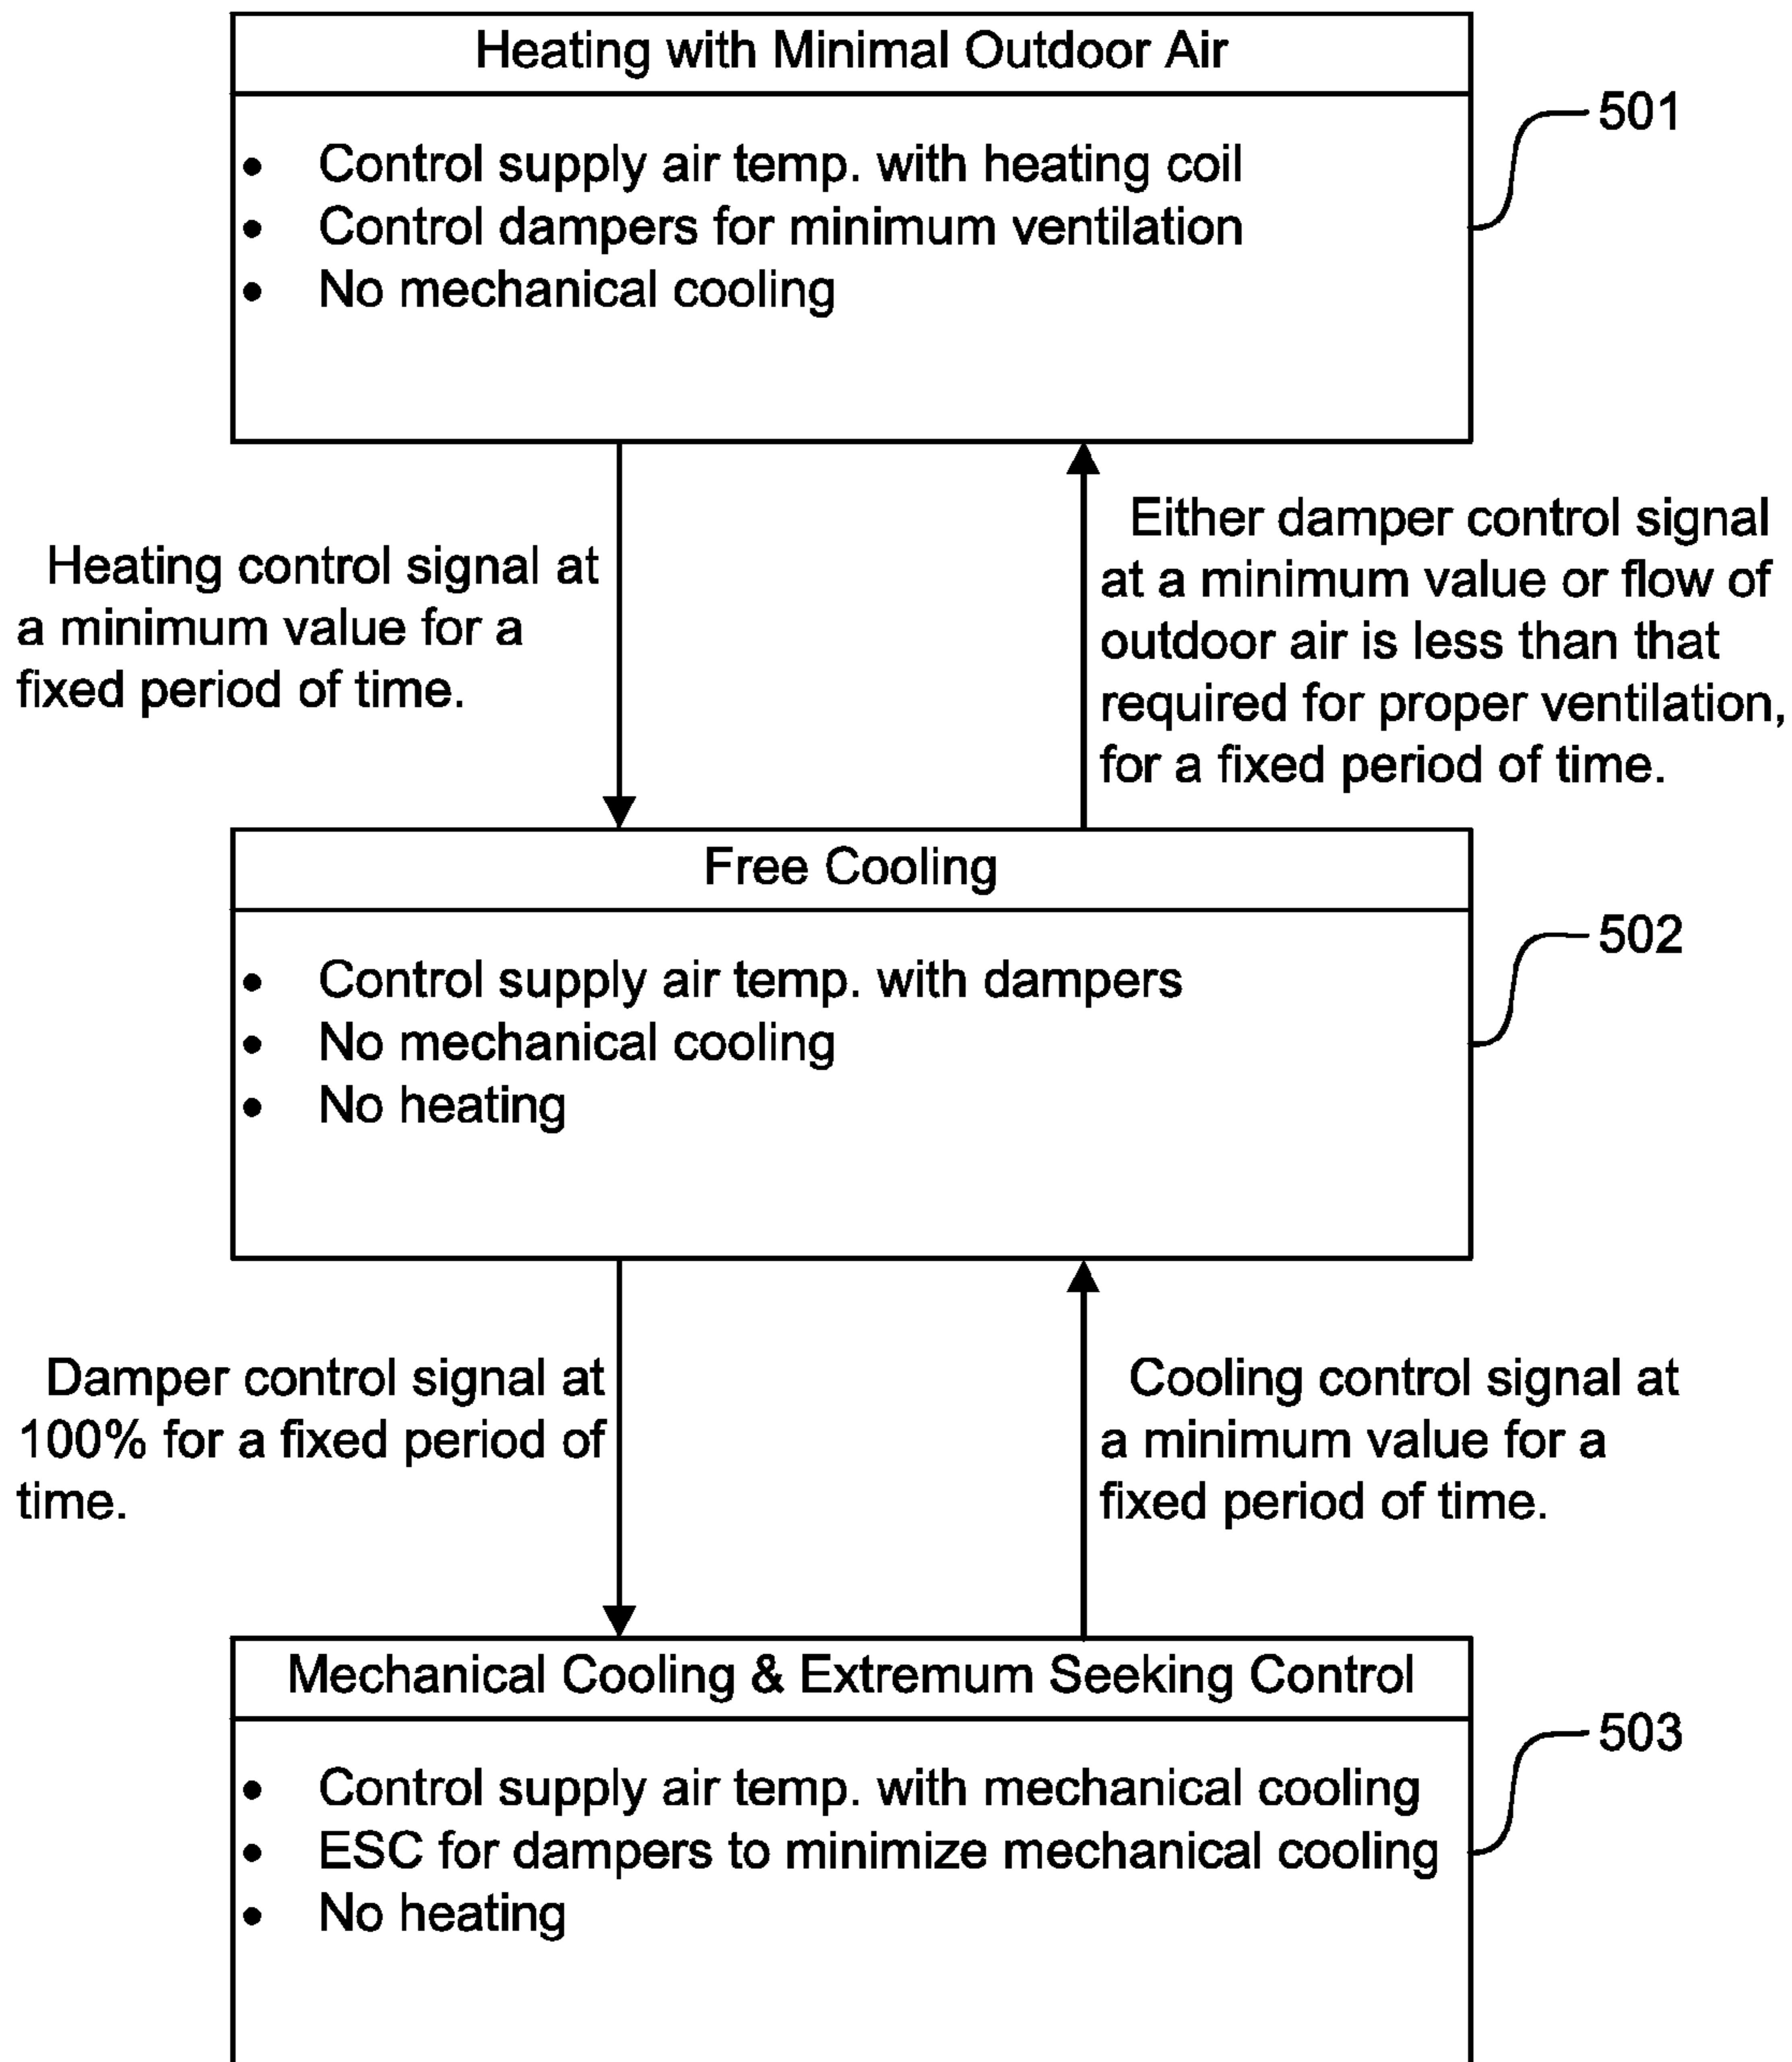 Heating with Minimal Outdoor Air
501
• Control supply air temp. with heating coil
• Control dampers for minimum ventilation
• No mechanical cooling
Heating control signal at
a minimum value for a
fixed period of time.
Either damper control signal
at a minimum value or flow of
outdoor air is less than that
required for proper ventilation,
for a fixed period of time.
Free Cooling
502
• Control supply air temp. with dampers
• No mechanical cooling
• No heating
Damper control signal at
100% for a fixed period of
time.
Cooling control signal at
a minimum value for a
fixed period of time.
Mechanical Cooling & Extremum Seeking Control
503
• Control supply air temp. with mechanical cooling
• ESC for dampers to minimize mechanical cooling
• No heating